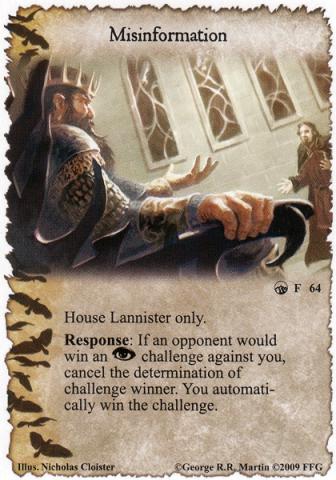 Misinformation
F 64
House Lannister only.
Response: If an opponent would
win an challenge against you,
cancel the determination of
challenge winner. You automati-
cally win the challenge.
Illus. Nicholas Cloister ©George R.R. Martin ©2009 FFG